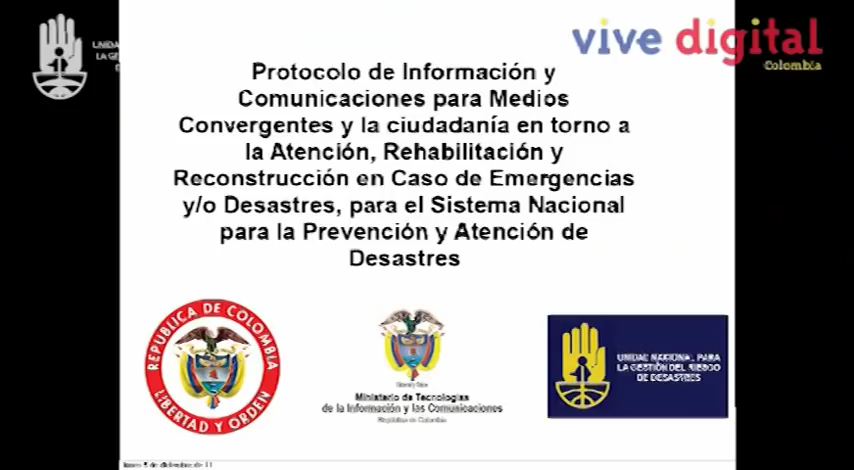 vive digital
Colombia
Protocolo de Información y
Comunicaciones para Medios
Convergentes y la ciudadanía en torno a
la Atención, Rehabilitación y
Reconstrucción en Caso de Emergencias
y/o Desastres, para el Sistema Nacional
para la Prevención y Atención de
Desastres
REPUBLICA DE COLOMBIA
LIBERTAD Y ORDEN
Ministerio de Tecnologías
de la Información y las Comunicaciones
República de Colombia
UNIDAD NACIONAL PARA
LA GESTIÓN DEL RIESGO
DE DESASTRES